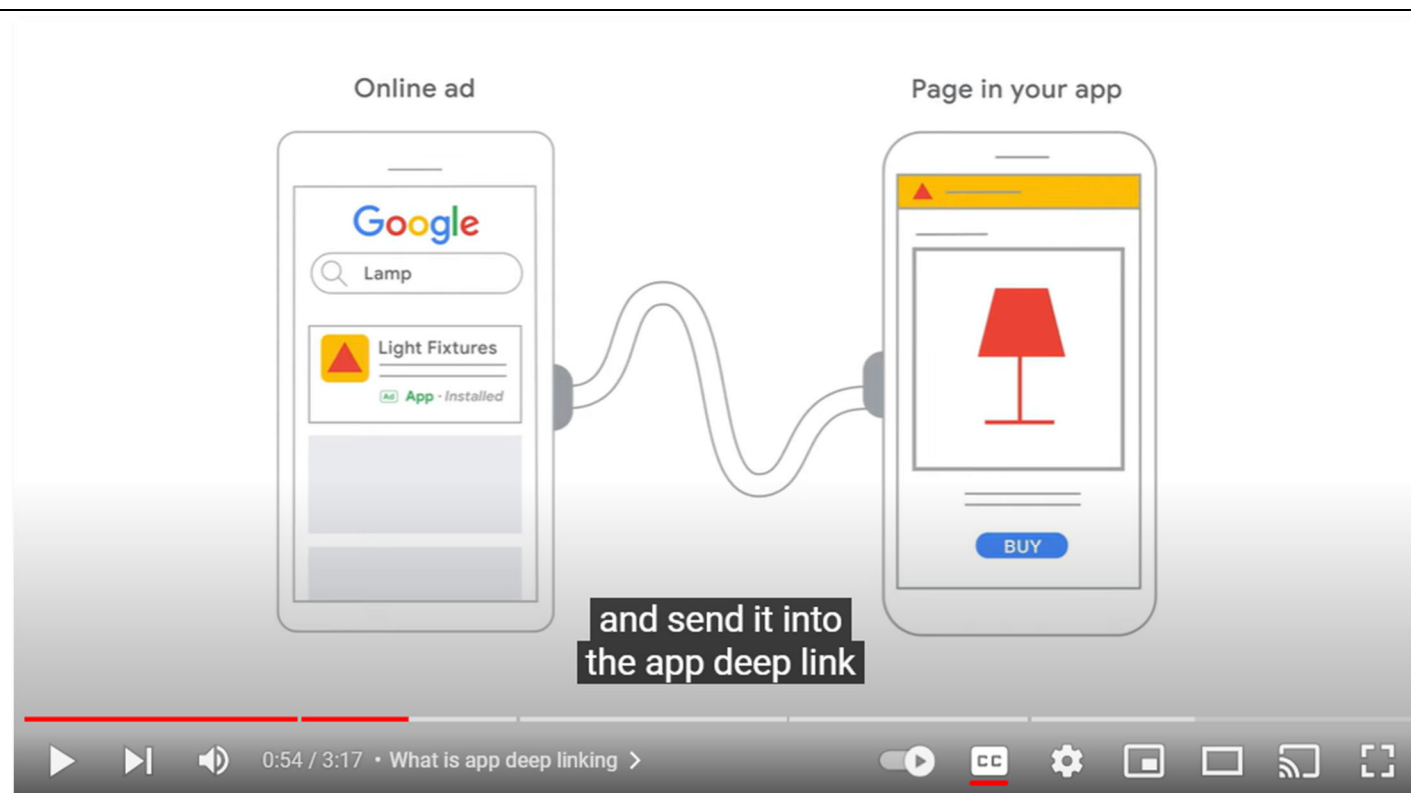 Online ad
Page in your app
Google
Lamp
Light Fixtures
Ad App · Installed
BUY
and send it into
the app deep link
0:54 / 3:17 • What is app deep linking >
CC